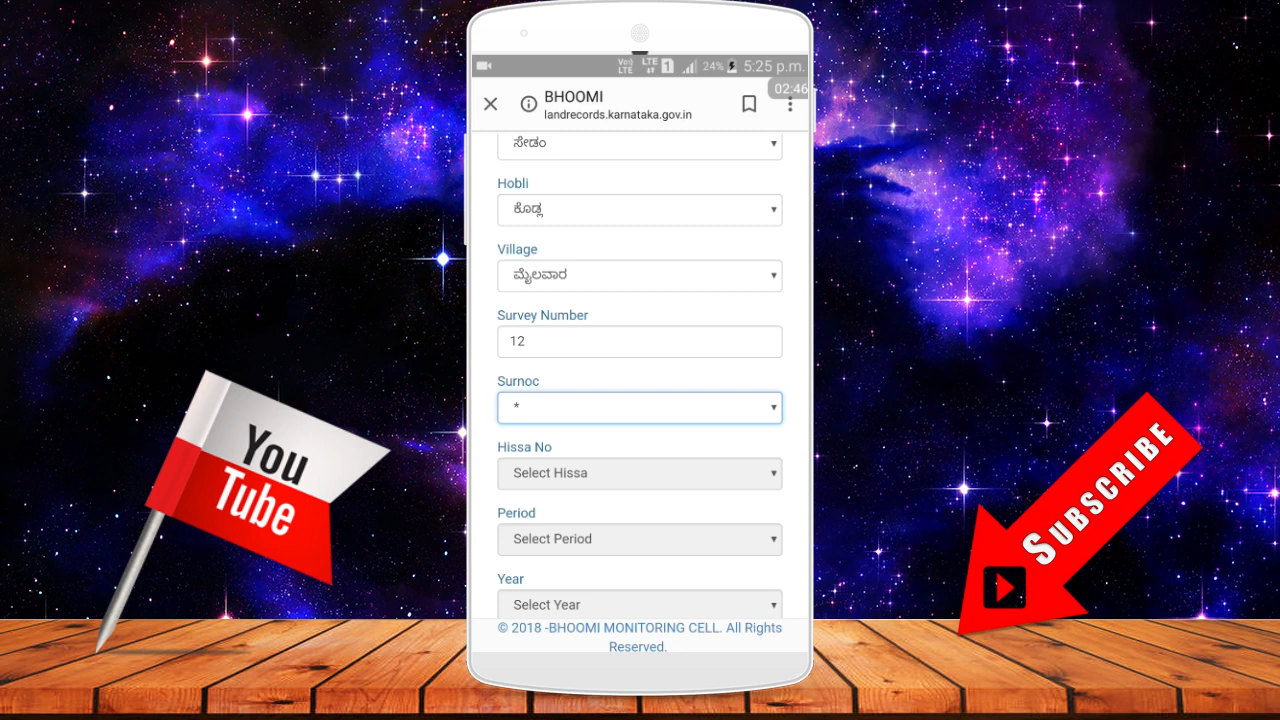 Vo))
LTE
LTE
1
24%
5:25 p.m.
02:46
BHOOMI
landrecords.karnataka.gov.in
ಸೇಡಂ
Hobli
ಕೊಡ್ಲ
Village
ಮೈಲವಾರ
Survey Number
12
Surnoc
*
Hissa No
Select Hissa
Period
Select Period
Year
Select Year
© 2018 -BHOOMI MONITORING CELL. All Rights
Reserved.
You
Tube
SUBSCRIBE